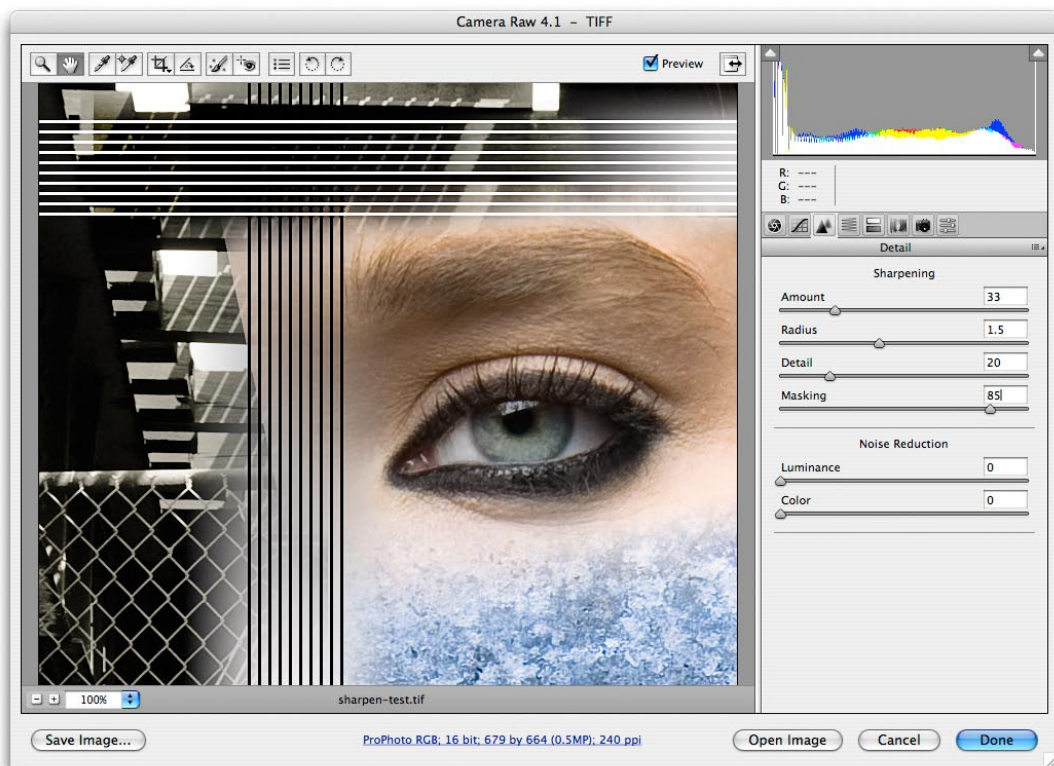 Camera Raw 4.1 – TIFF
Preview
R: ---
G: ---
B: ---
Detail
Sharpening
Amount 33
Radius 1.5
Detail 20
Masking 85
Noise Reduction
Luminance 0
Color 0
100% sharpen-test.tif
Save Image... ProPhoto RGB; 16 bit; 679 by 664 (0.5MP); 240 ppi Open Image Cancel Done